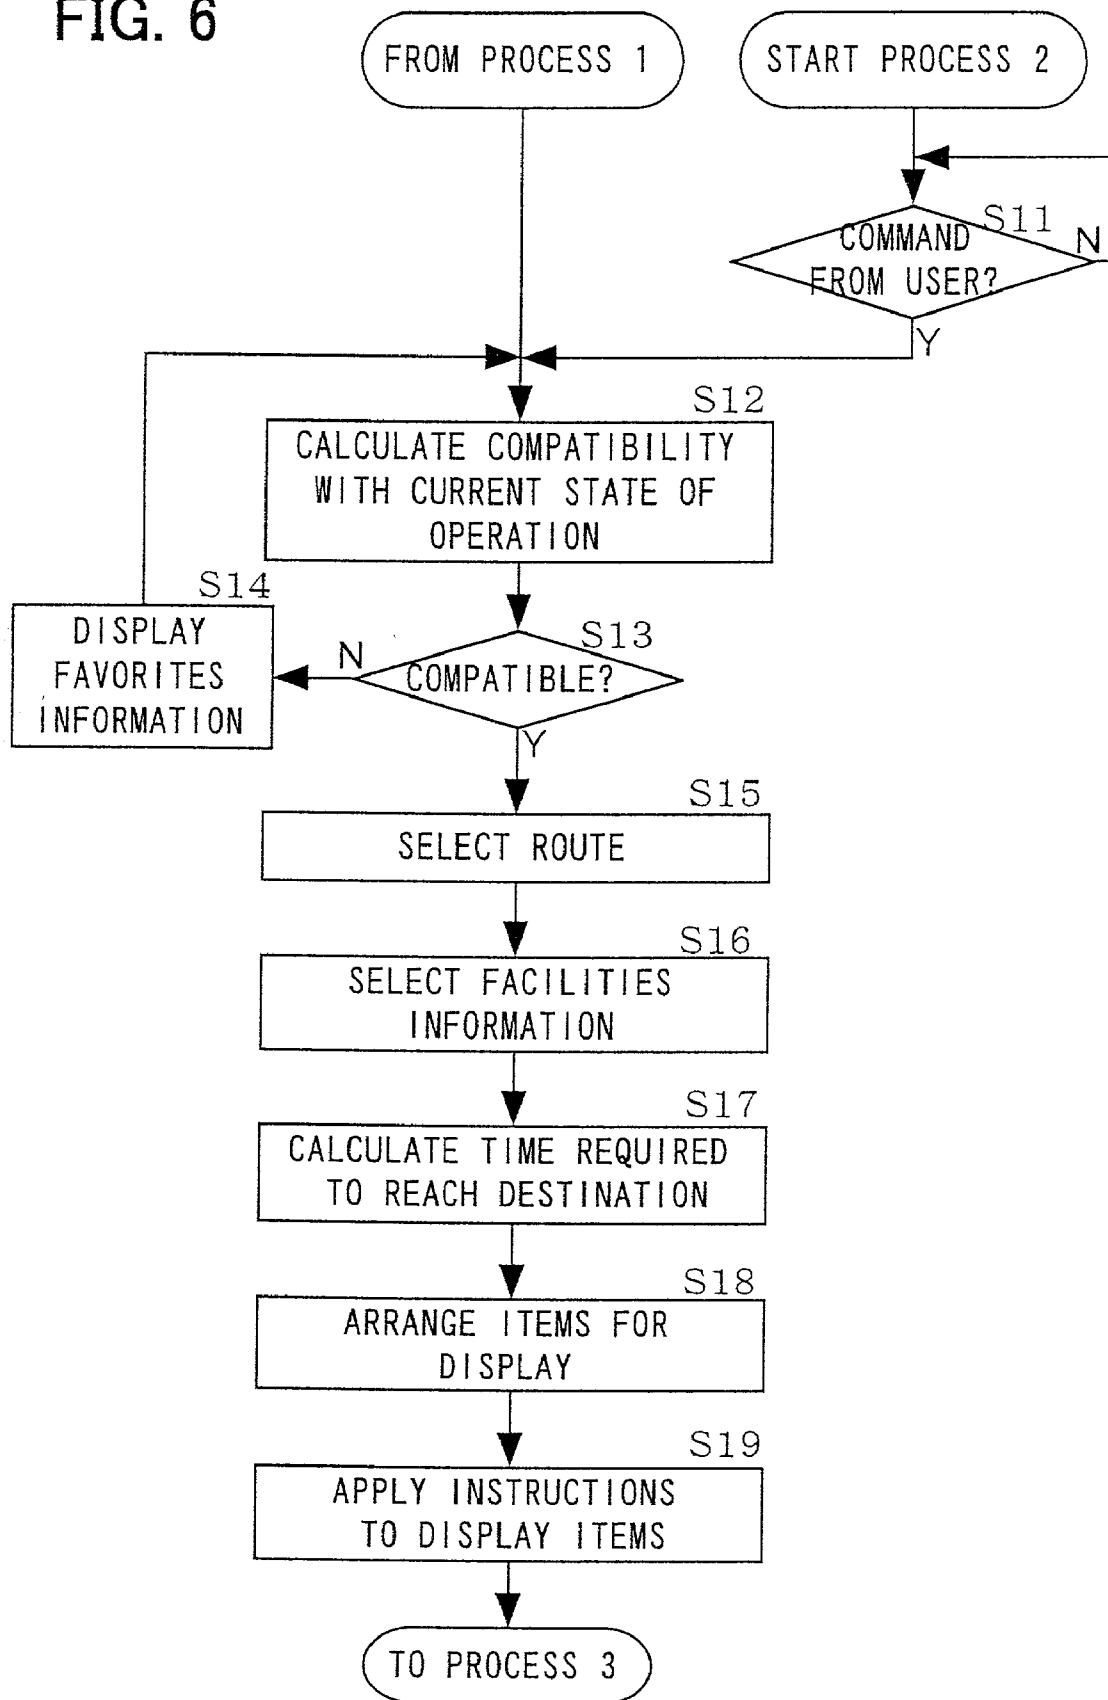 FIG. 6
FROM PROCESS 1
START PROCESS 2
S11
COMMAND
FROM USER?
N
Y
S12
CALCULATE COMPATIBILITY
WITH CURRENT STATE OF
OPERATION
S14
DISPLAY
FAVORITES
INFORMATION
N
S13
COMPATIBLE?
Y
S15
SELECT ROUTE
S16
SELECT FACILITIES
INFORMATION
S17
CALCULATE TIME REQUIRED
TO REACH DESTINATION
S18
ARRANGE ITEMS FOR
DISPLAY
S19
APPLY INSTRUCTIONS
TO DISPLAY ITEMS
TO PROCESS 3